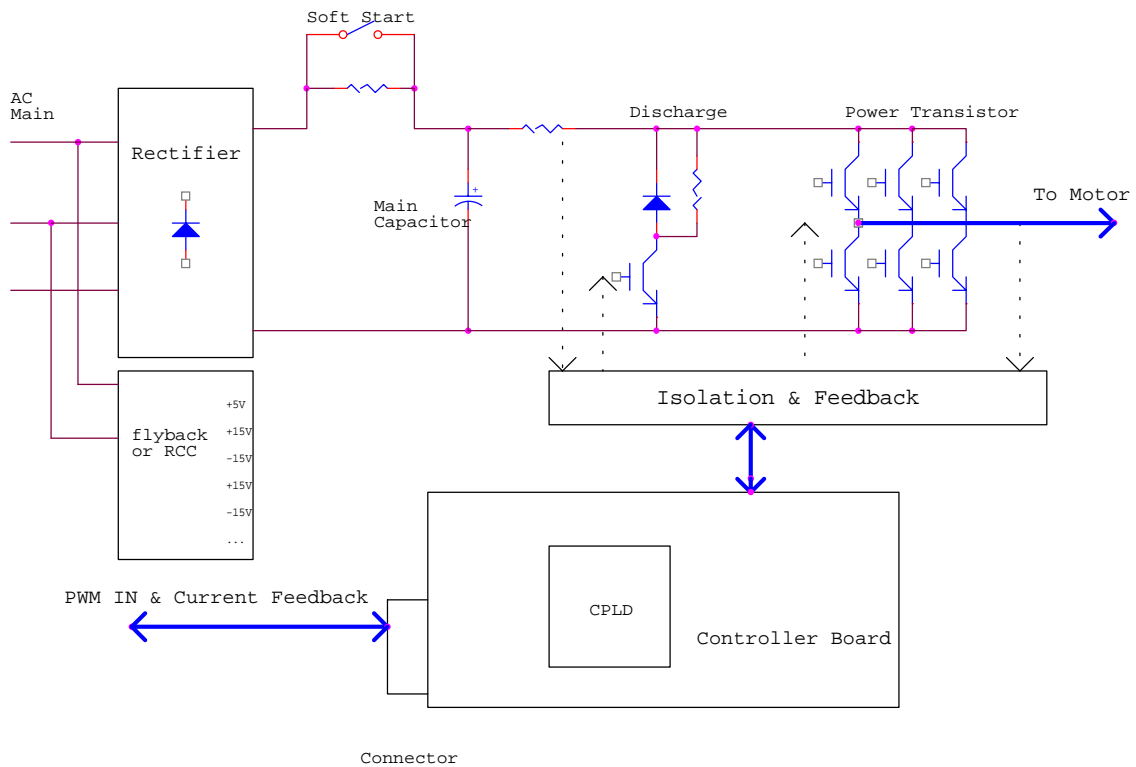 Soft Start
AC
Main
Rectifier
Discharge
Power Transistor
Main
Capacitor
+
To Motor
Isolation & Feedback
flyback
or RCC
+5V
+15V
-15V
+15V
-15V
...
PWM IN & Current Feedback
CPLD
Controller Board
Connector